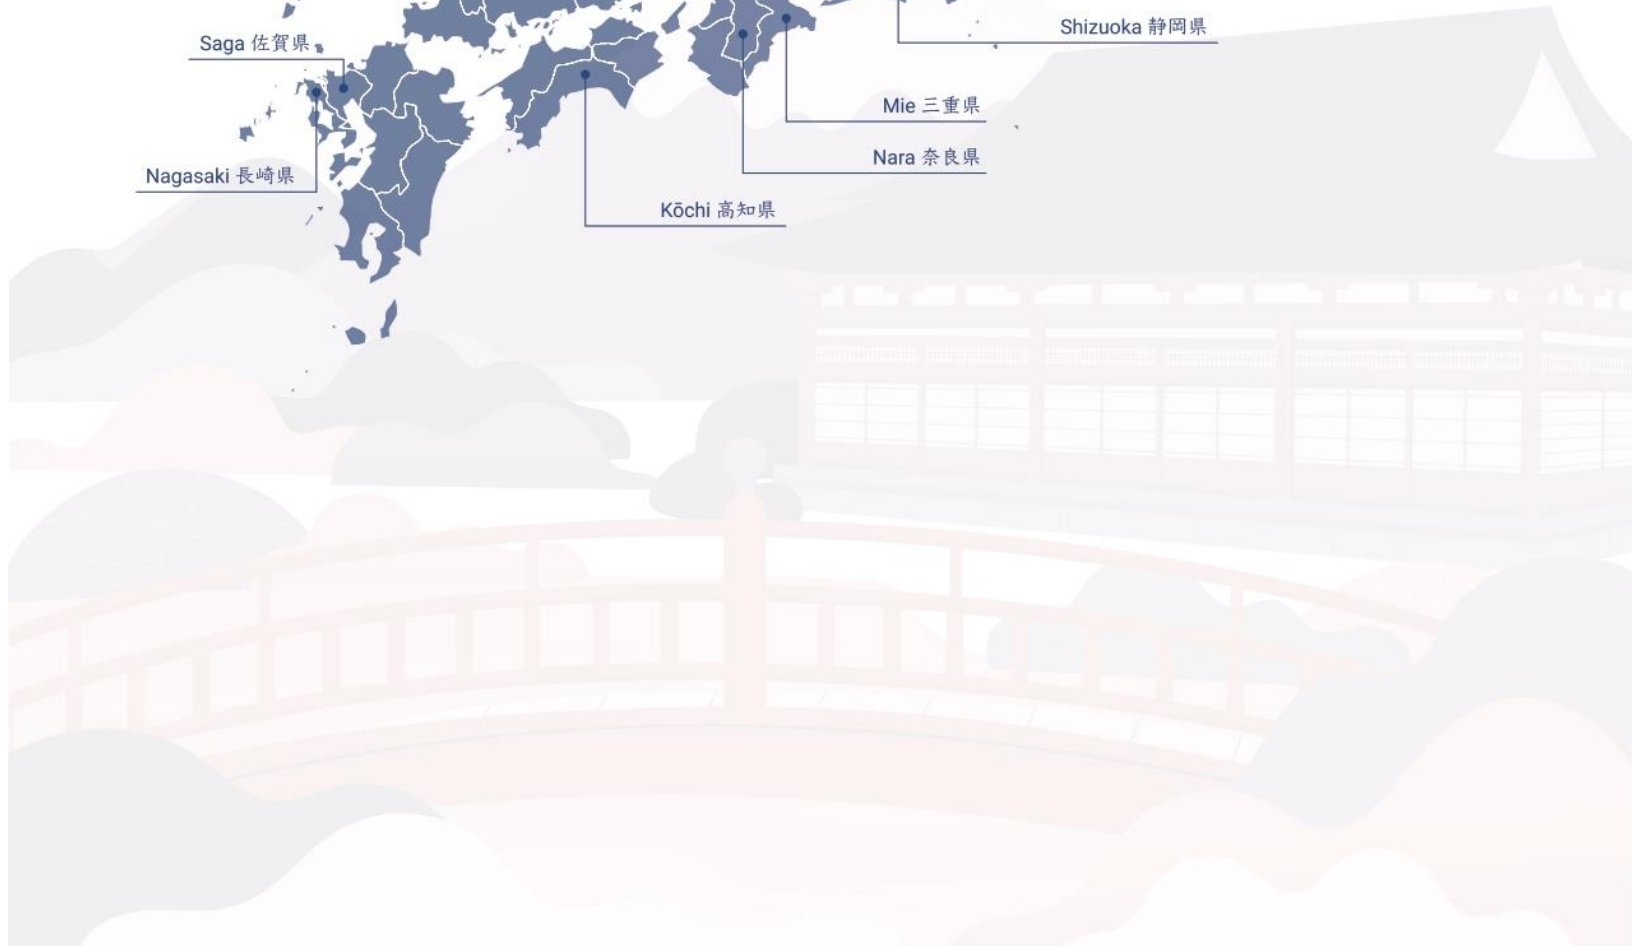 Shizuoka 静岡県
Saga 佐賀県
Mie 三重県
Nara 奈良県
Nagasaki 長崎県
Kōchi 高知県